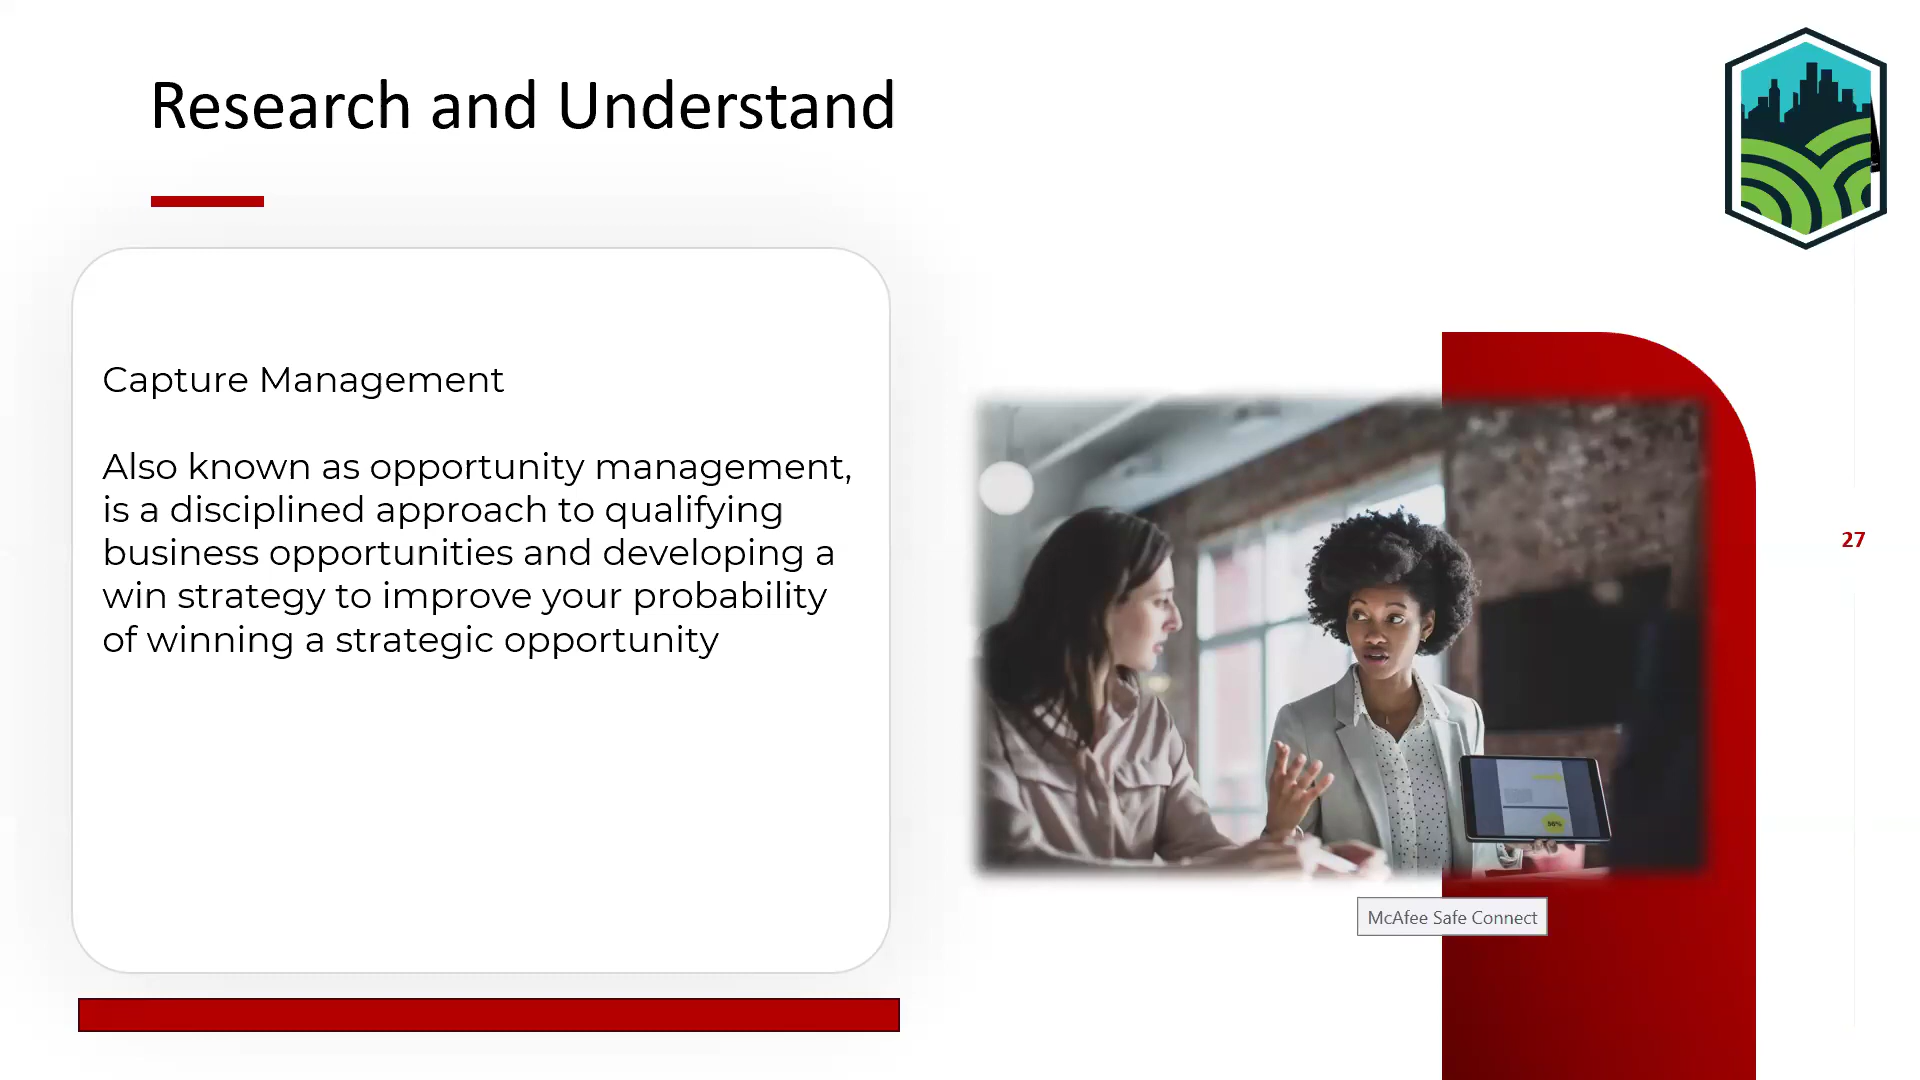 Research and Understand
Capture Management
Also known as opportunity management,
is a disciplined approach to qualifying
business opportunities and developing a
win strategy to improve your probability
of winning a strategic opportunity
27
McAfee Safe Connect